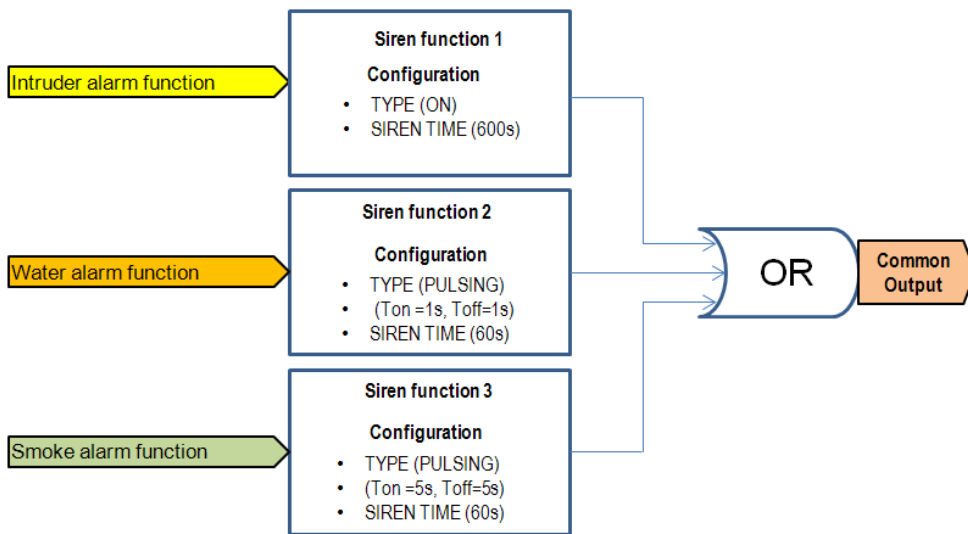 Siren function 1
Configuration
• TYPE (ON)
• SIREN TIME (600s)
Intruder alarm function
Siren function 2
Configuration
• TYPE (PULSING)
• (Ton =1s, Toff=1s)
• SIREN TIME (60s)
Water alarm function
Siren function 3
Configuration
• TYPE (PULSING)
• (Ton =5s, Toff=5s)
• SIREN TIME (60s)
Smoke alarm function
OR
Common
Output